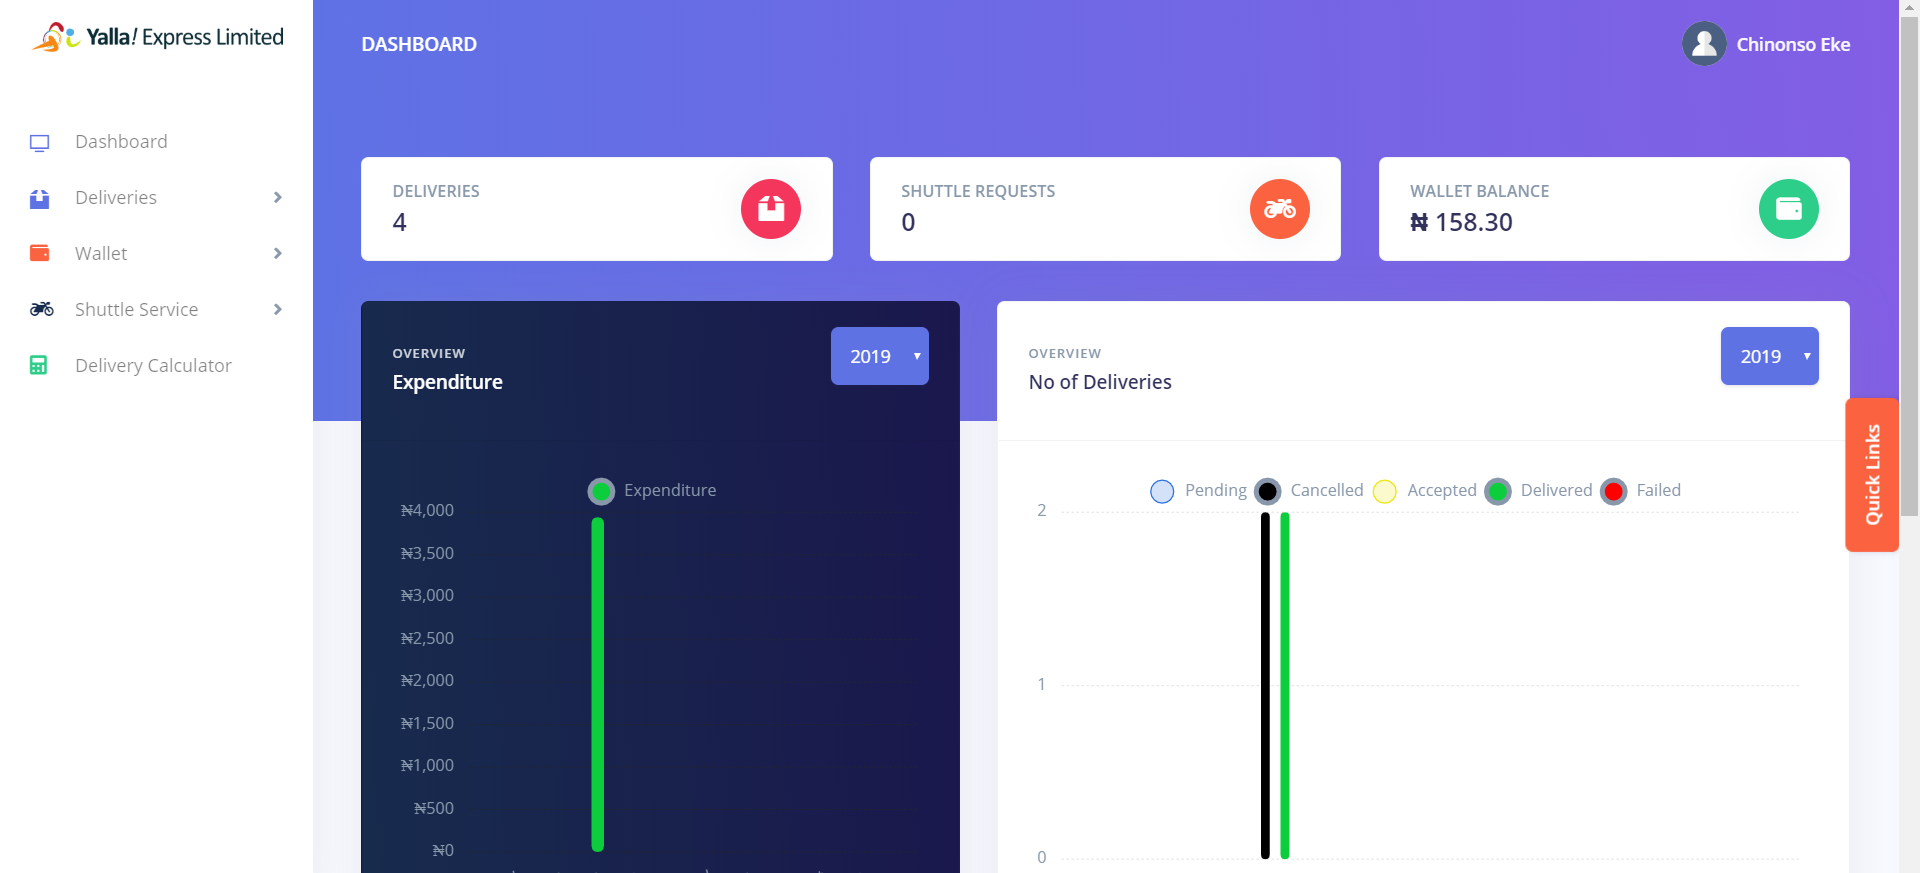 Yalla! Express Limited
DASHBOARD
Chinonso Eke
Dashboard
Deliveries
Wallet
Shuttle Service
Delivery Calculator
DELIVERIES
4
SHUTTLE REQUESTS
0
WALLET BALANCE
₦ 158.30
OVERVIEW
Expenditure
2019
Expenditure
₦4,000
₦3,500
₦3,000
₦2,500
₦2,000
₦1,500
₦1,000
₦500
₦0
OVERVIEW
No of Deliveries
2019
Pending Cancelled Accepted Delivered Failed
2
1
0
Quick Links